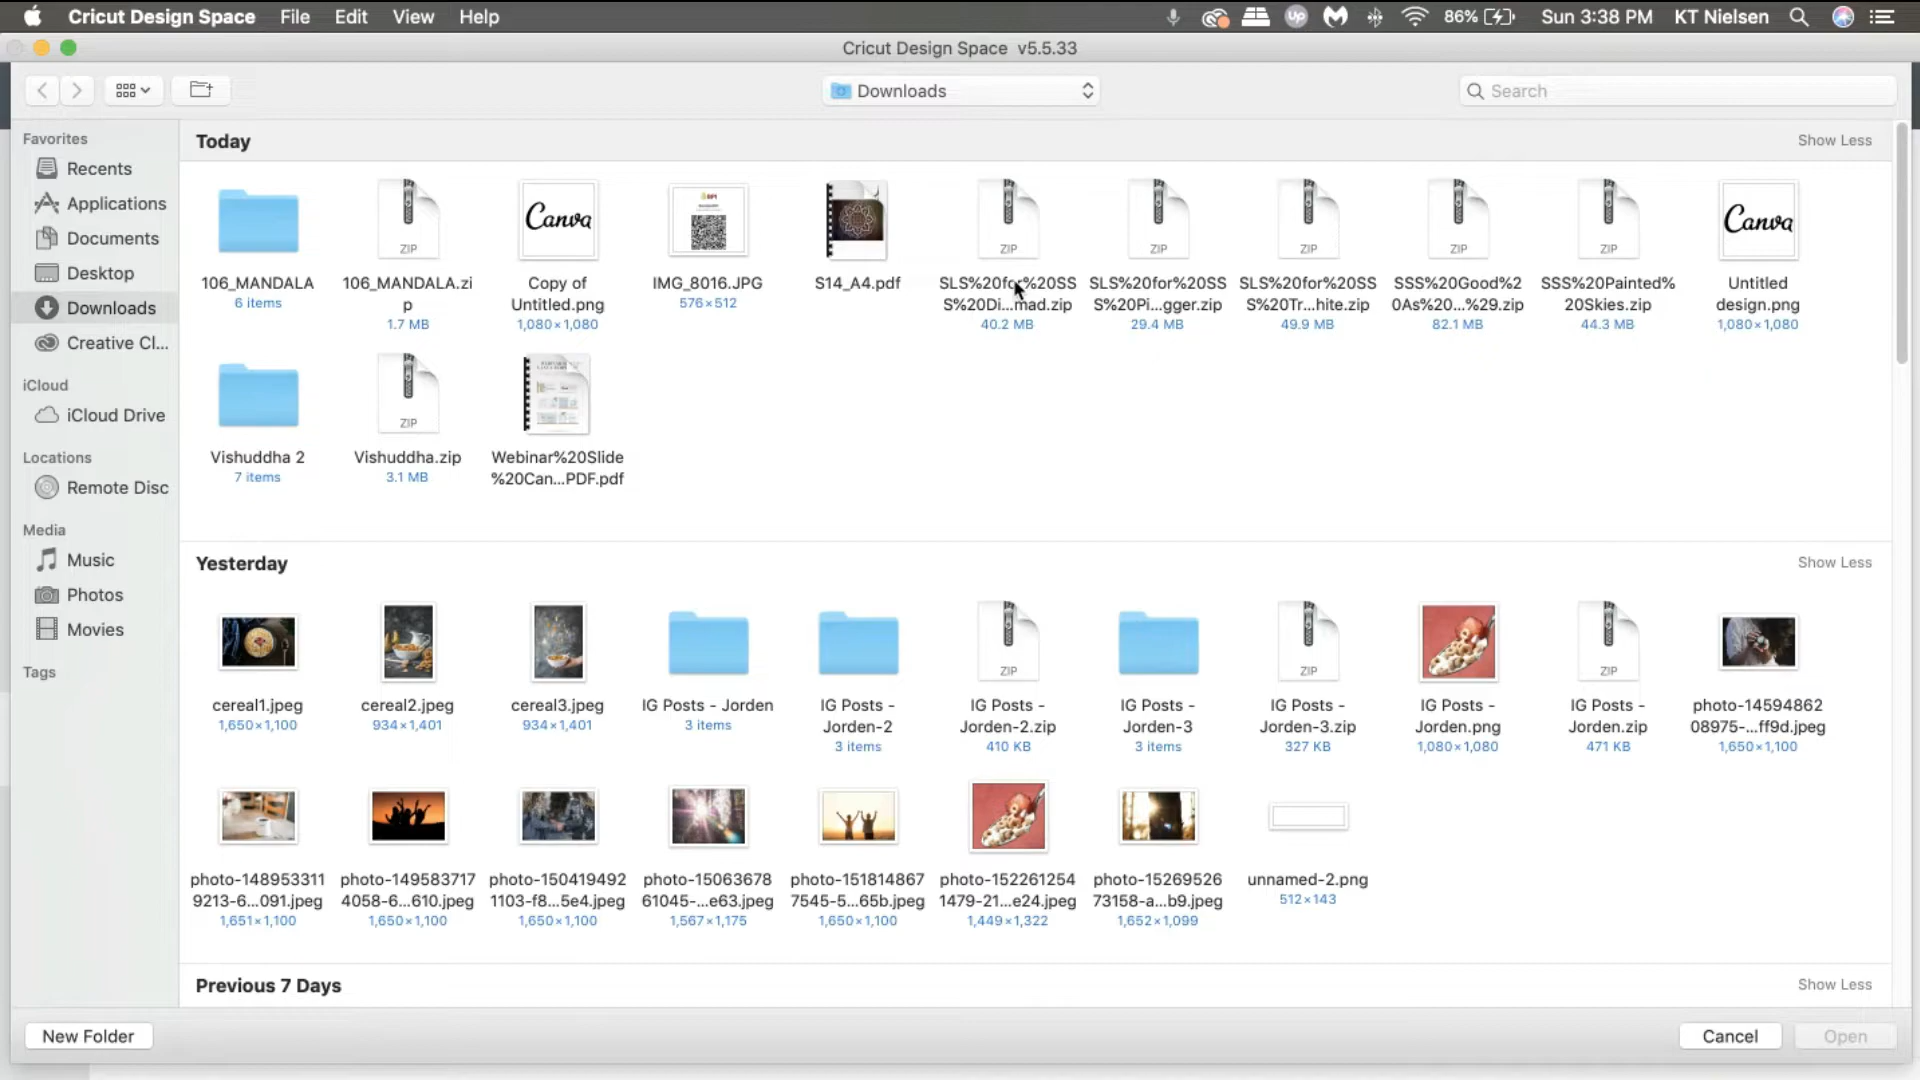 Cricut Design Space File Edit View Help
Up 86% Sun 3:38 PM KT Nielsen
Cricut Design Space v5.5.33
Downloads
Search
Favorites
Recents
Applications
Documents
Desktop
Downloads
Creative Cl...
iCloud
iCloud Drive
Locations
Remote Disc
Media
Music
Photos
Movies
Tags
Today
Show Less
ZIP
Canva
ZIP
ZIP
ZIP
ZIP
ZIP
Canva
106_MANDALA
6 items
106_MANDALA.zi
p
1.7 MB
Copy of
Untitled.png
1,080×1,080
IMG_8016.JPG
576×512
S14_A4.pdf
SLS%20for%20SS
S%20Di...mad.zip
40.2 MB
SLS%20for%20SS
S%20Pi...gger.zip
29.4 MB
SLS%20for%20SS
S%20Tr...hite.zip
49.9 MB
SSS%20Good%2
0As%20...%29.zip
82.1 MB
SSS%20Painted%
20Skies.zip
44.3 MB
Untitled
design.png
1,080×1,080
ZIP
Vishuddha 2
7 items
Vishuddha.zip
3.1 MB
Webinar%20Slide
%20Can...PDF.pdf
Yesterday
Show Less
ZIP
ZIP
ZIP
cereal1.jpeg
1,650×1,100
cereal2.jpeg
934×1,401
cereal3.jpeg
934×1,401
IG Posts - Jorden
3 items
IG Posts -
Jorden-2
3 items
IG Posts -
Jorden-2.zip
410 KB
IG Posts -
Jorden-3
3 items
IG Posts -
Jorden-3.zip
327 KB
IG Posts -
Jorden.png
1,080×1,080
IG Posts -
Jorden.zip
471 KB
photo-14594862
08975-...ff9d.jpeg
1,650×1,100
photo-148953311
9213-6...091.jpeg
1,651×1,100
photo-149583717
4058-6...610.jpeg
1,650×1,100
photo-150419492
1103-f8...5e4.jpeg
1,650×1,100
photo-15063678
61045-...e63.jpeg
1,567×1,175
photo-151814867
7545-5...65b.jpeg
1,650×1,100
photo-152261254
1479-21...e24.jpeg
1,449×1,322
photo-15269526
73158-a...b9.jpeg
1,652×1,099
unnamed-2.png
512×143
Previous 7 Days
Show Less
New Folder
Cancel
Open